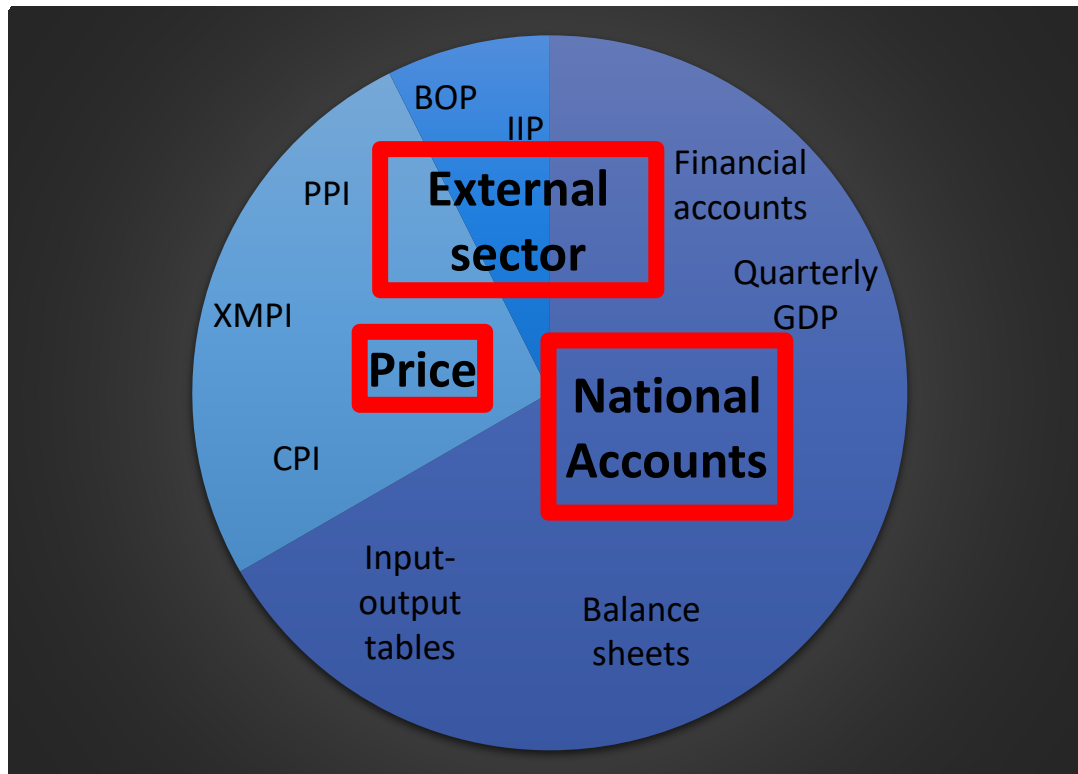 BOP
IIP
External
sector
PPI
Financial
accounts
XMPI
Quarterly
GDP
Price
National
Accounts
CPI
Input-
output
tables
Balance
sheets